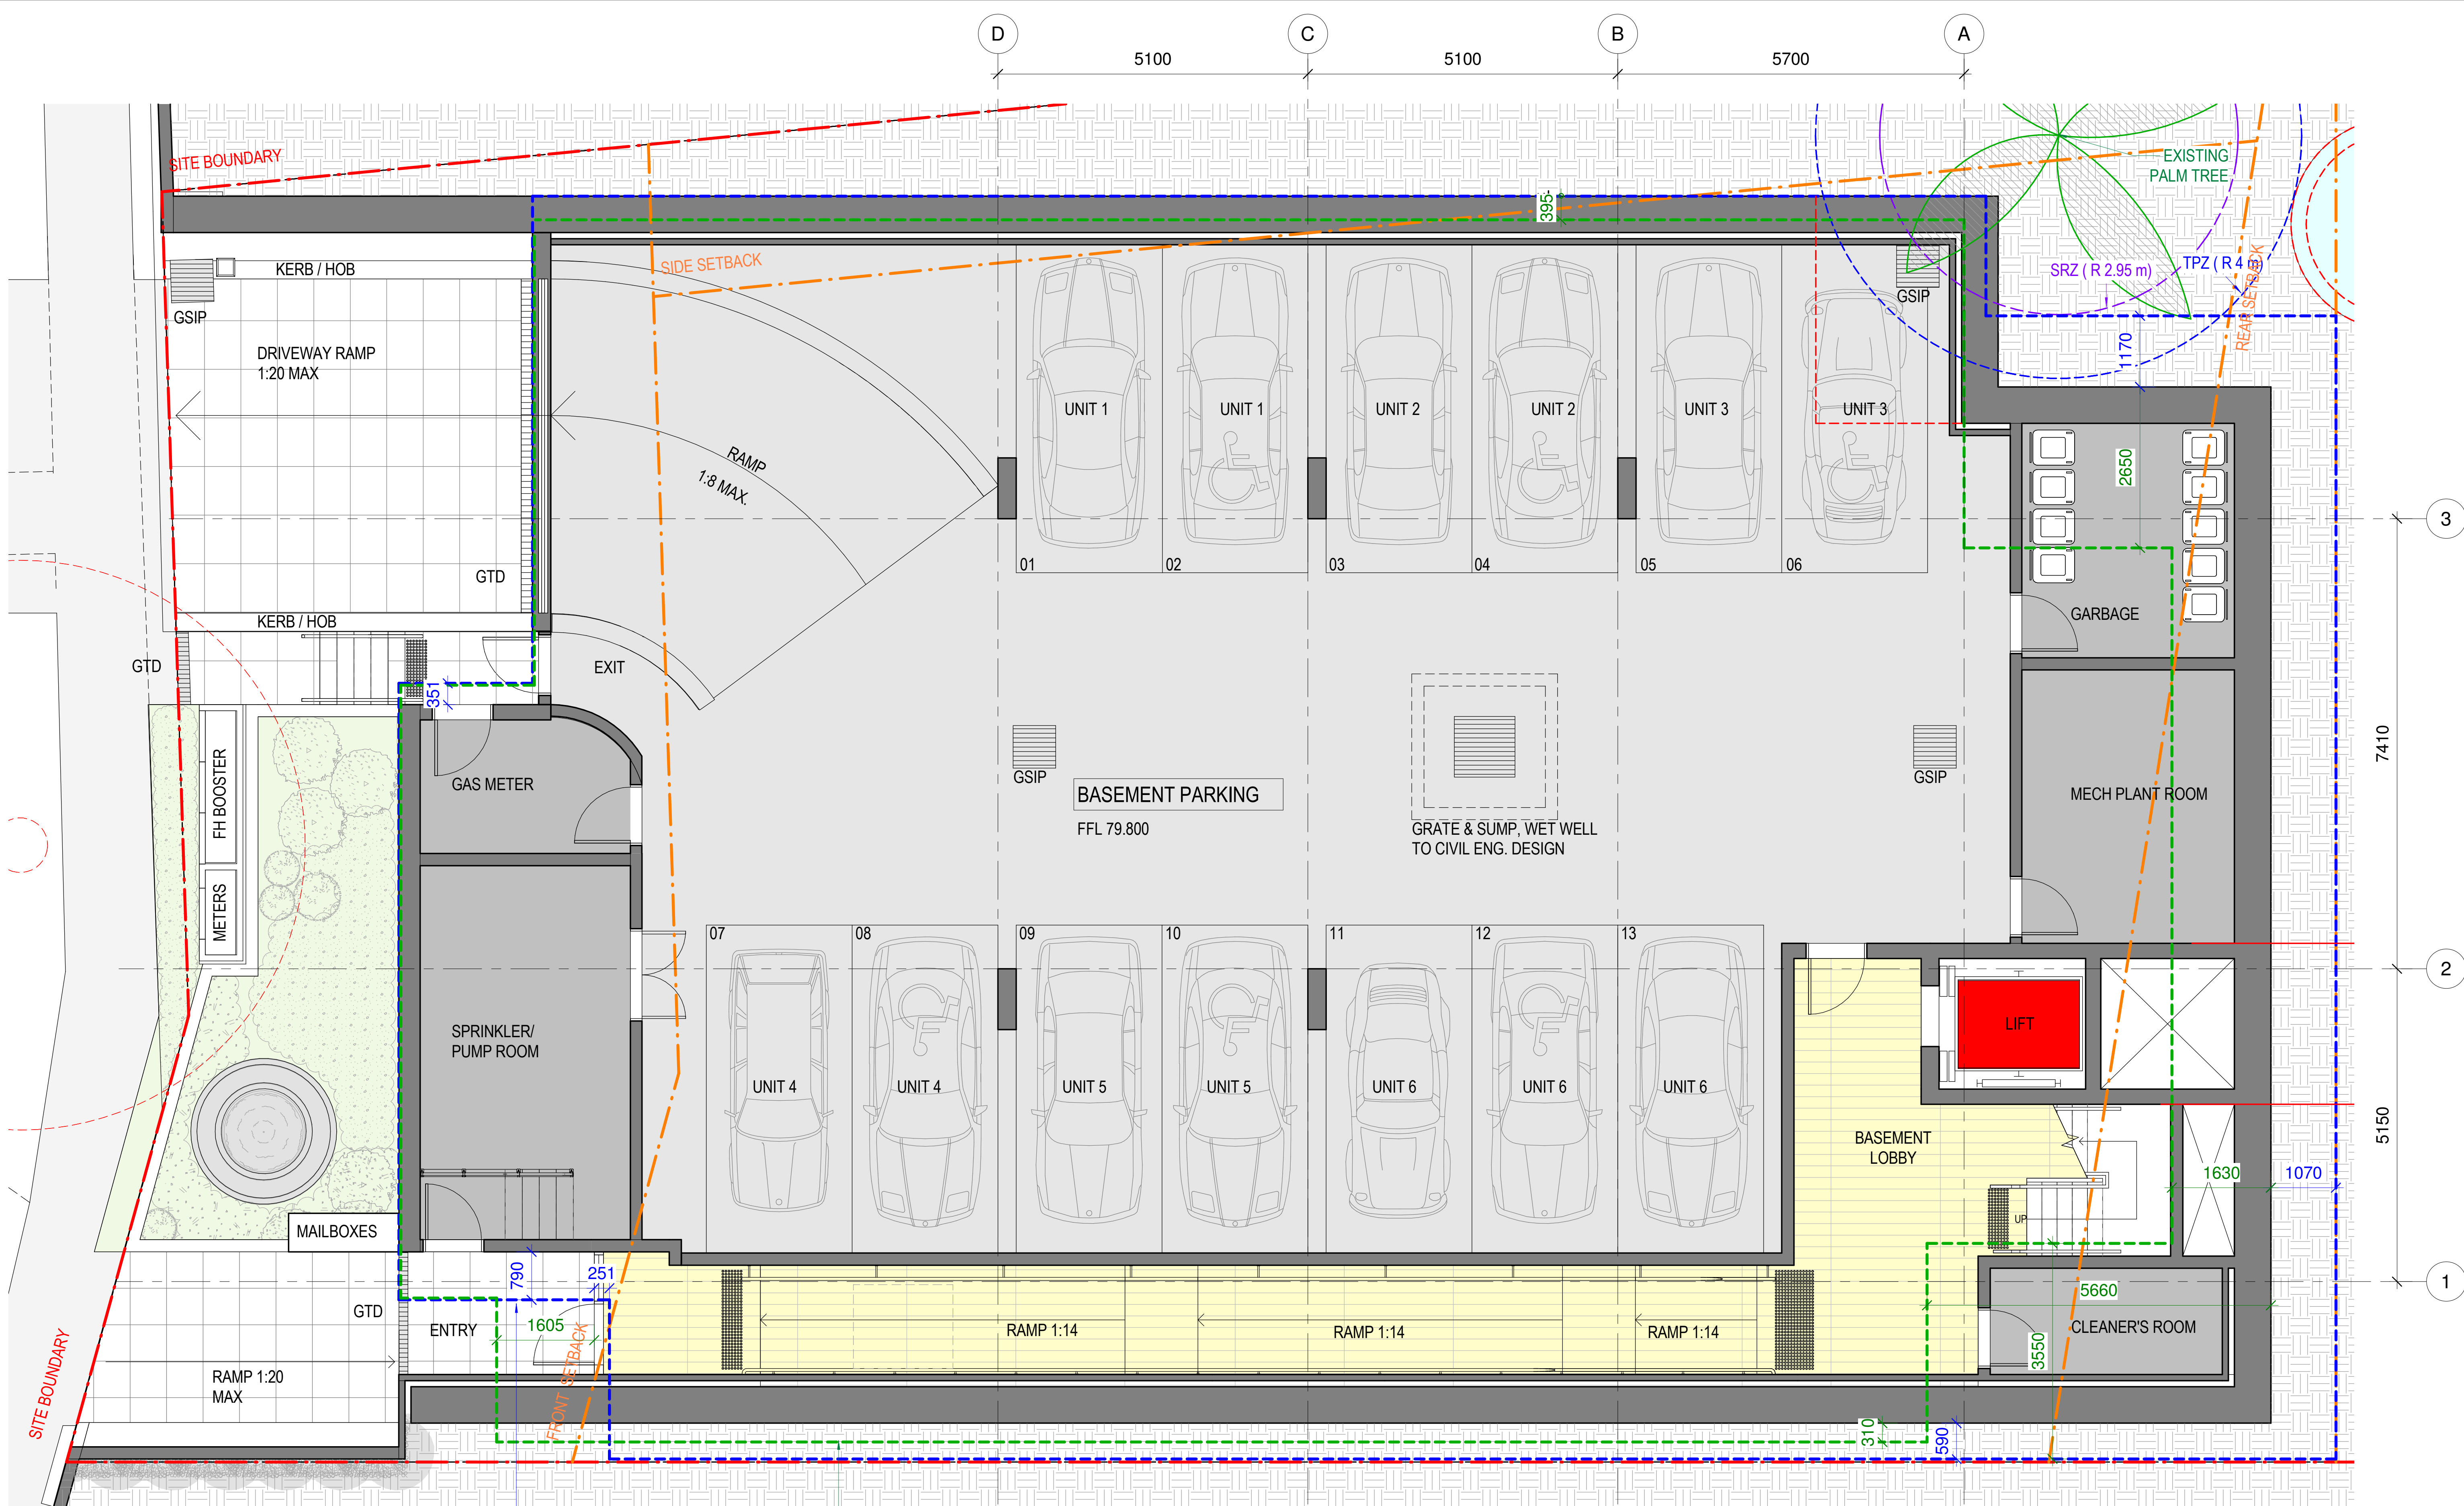 D
C
B
A
5100
5100
5700
SITE BOUNDARY
395
EXISTING
PALM TREE
SIDE SETBACK
KERB / HOB
GSIP
DRIVEWAY RAMP
1:20 MAX
SRZ ( R 2.95 m)
TPZ ( R 4 m)
REAR SETBACK
GSIP
1170
UNIT 1
UNIT 1
UNIT 2
UNIT 2
UNIT 3
UNIT 3
RAMP
1:8 MAX.
2650
3
01
02
03
04
05
06
GTD
KERB / HOB
GARBAGE
GTD
EXIT
351
FH BOOSTER
GAS METER
GSIP
GSIP
BASEMENT PARKING
FFL 79.800
GRATE & SUMP, WET WELL
TO CIVIL ENG. DESIGN
MECH PLANT ROOM
7410
METERS
07
08
09
10
11
12
13
2
SPRINKLER/
PUMP ROOM
LIFT
UNIT 4
UNIT 4
UNIT 5
UNIT 5
UNIT 6
UNIT 6
UNIT 6
BASEMENT
LOBBY
5150
1630
1070
UP
MAILBOXES
790
251
1
5660
GTD
ENTRY
1605
RAMP 1:14
RAMP 1:14
RAMP 1:14
CLEANER'S ROOM
3550
RAMP 1:20
MAX
FRONT SETBACK
SITE BOUNDARY
310
590